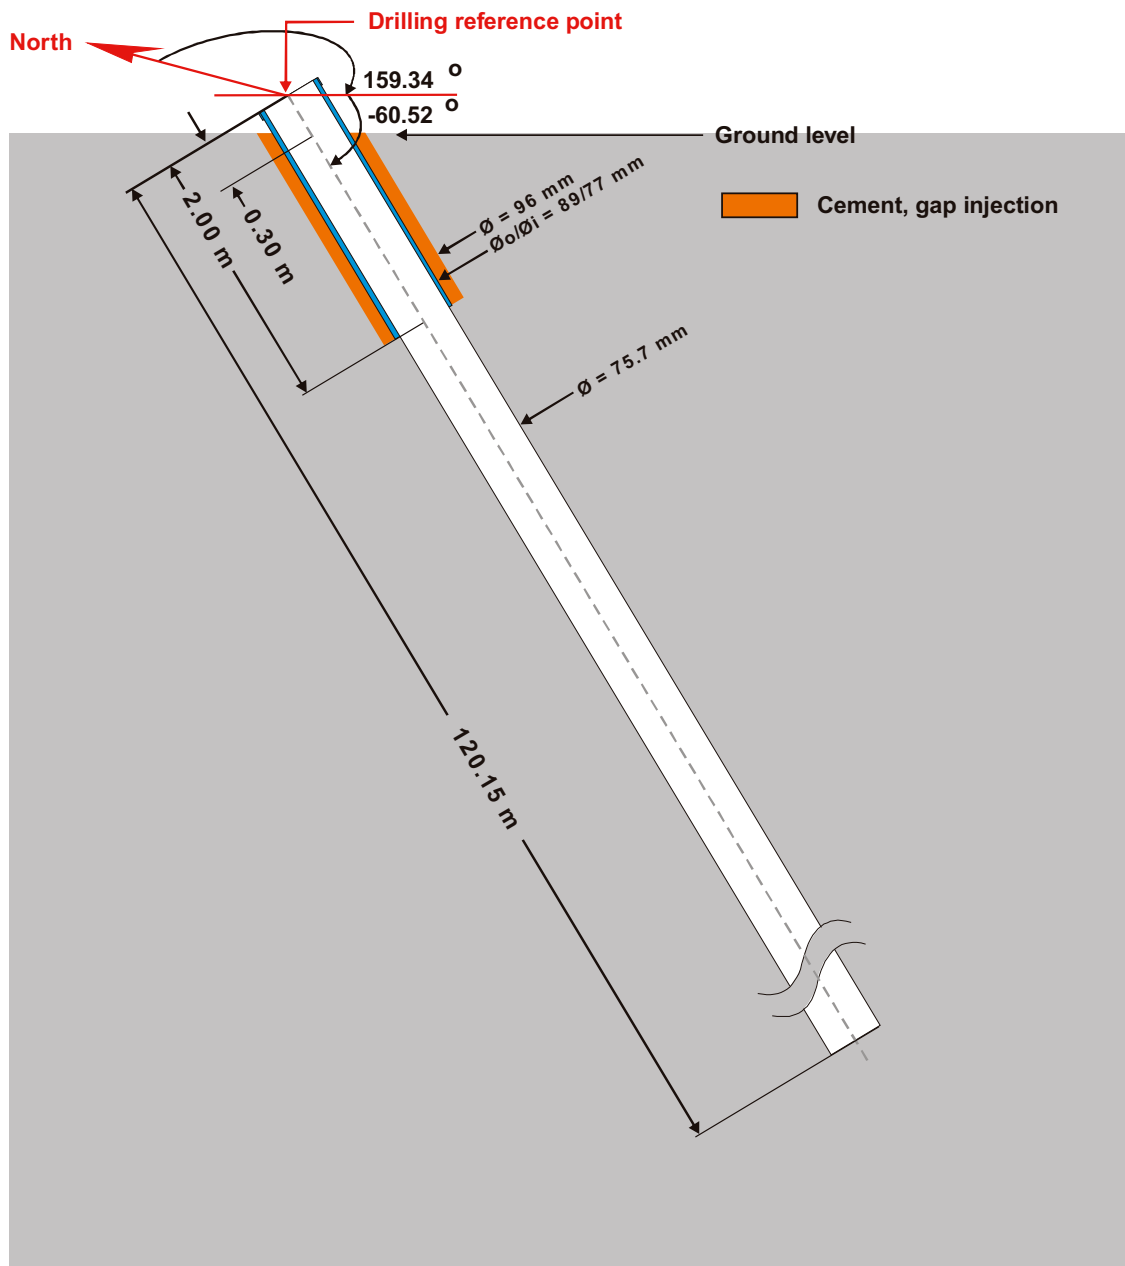 Drilling reference point
North
159.34 °
-60.52 °
Ground level
Ø = 96 mm
Øo/Øi = 89/77 mm
Cement, gap injection
2.00 m
0.30 m
Ø = 75.7 mm
120.15 m